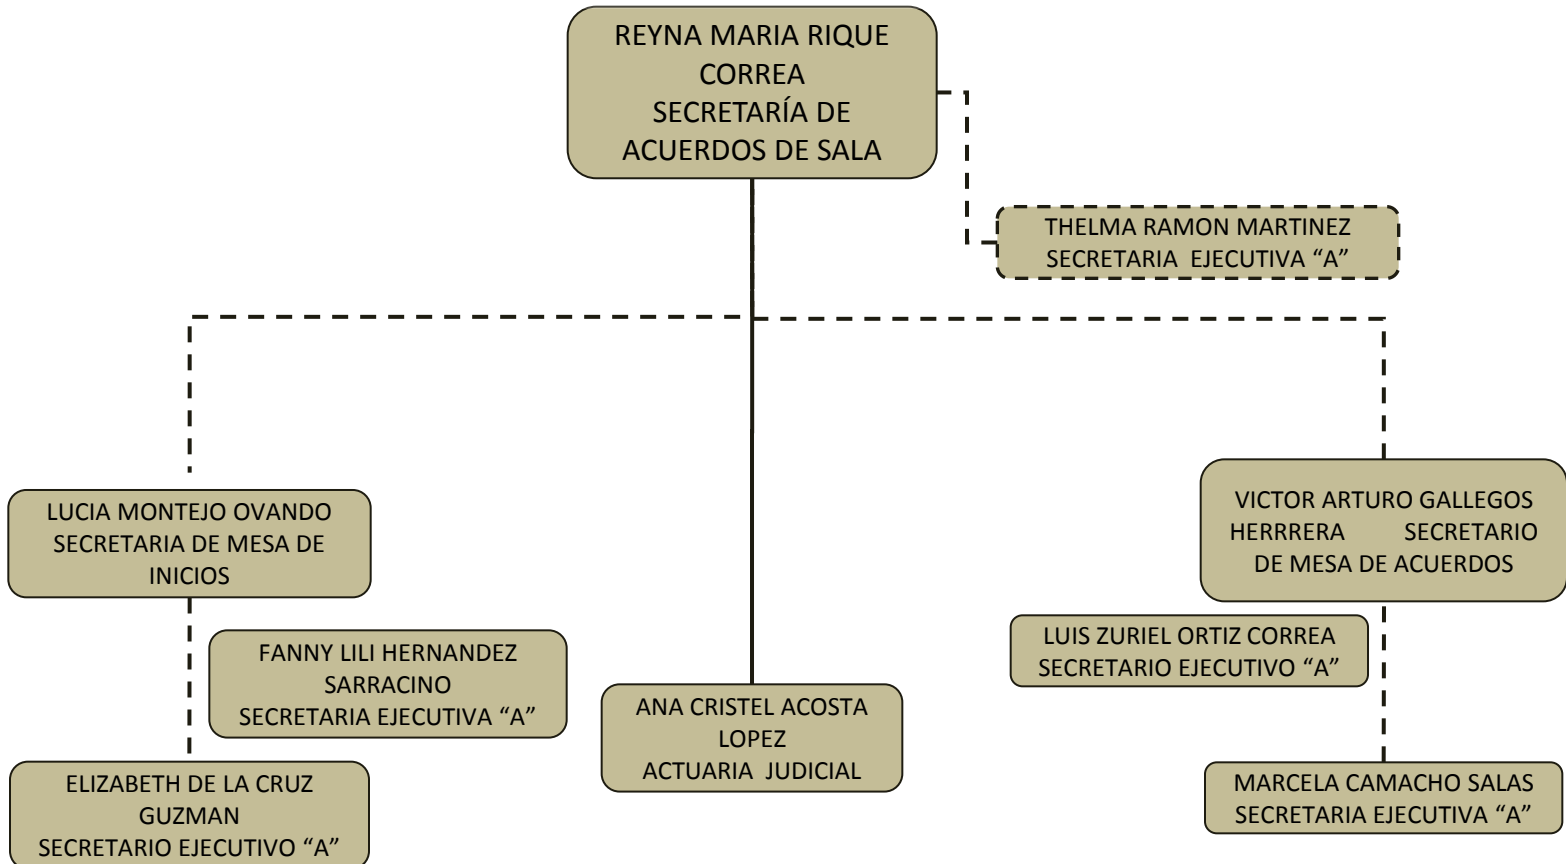 REYNA MARIA RIQUE
CORREA
SECRETARÍA DE
ACUERDOS DE SALA
THELMA RAMON MARTINEZ
SECRETARIA EJECUTIVA “A”
LUCIA MONTEJO OVANDO
SECRETARIA DE MESA DE
INICIOS
VICTOR ARTURO GALLEGOS
HERRRERA SECRETARIO
DE MESA DE ACUERDOS
FANNY LILI HERNANDEZ
SARRACINO
SECRETARIA EJECUTIVA “A”
LUIS ZURIEL ORTIZ CORREA
SECRETARIO EJECUTIVO “A”
ANA CRISTEL ACOSTA
LOPEZ
ACTUARIA JUDICIAL
ELIZABETH DE LA CRUZ
GUZMAN
SECRETARIO EJECUTIVO “A”
MARCELA CAMACHO SALAS
SECRETARIA EJECUTIVA “A”